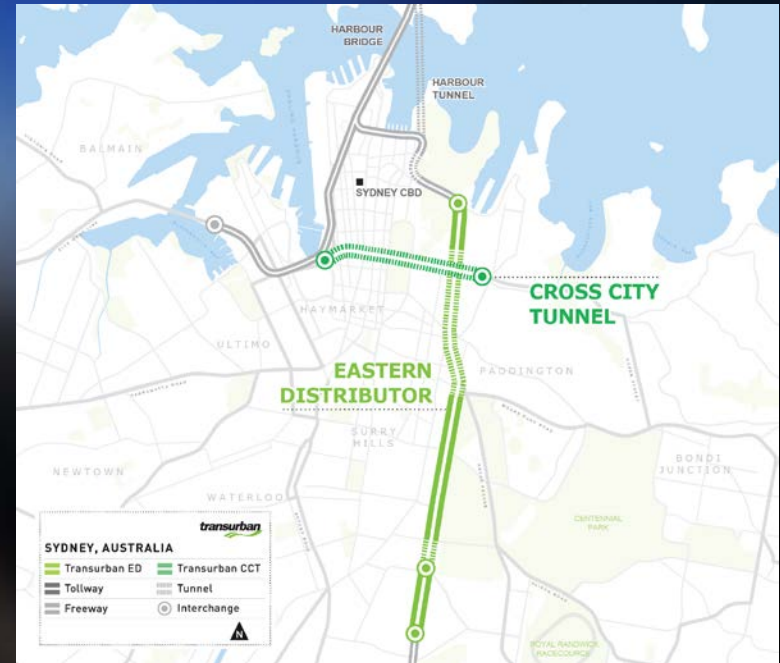 HARBOUR
BRIDGE
HARBOUR
TUNNEL
BALMAIN
SYDNEY CBD
CROSS CITY
TUNNEL
HAYMARKET
ULTIMO
EASTERN
DISTRIBUTOR
PADDINGTON
SURRY
HILLS
NEWTOWN
BONDI
JUNCTION
WATERLOO
CENTENNIAL
PARK
transurban
SYDNEY, AUSTRALIA
Transurban ED
Transurban CCT
Tollway
Tunnel
Freeway
Interchange
N
ROYAL RANDWICK
RACECOURSE